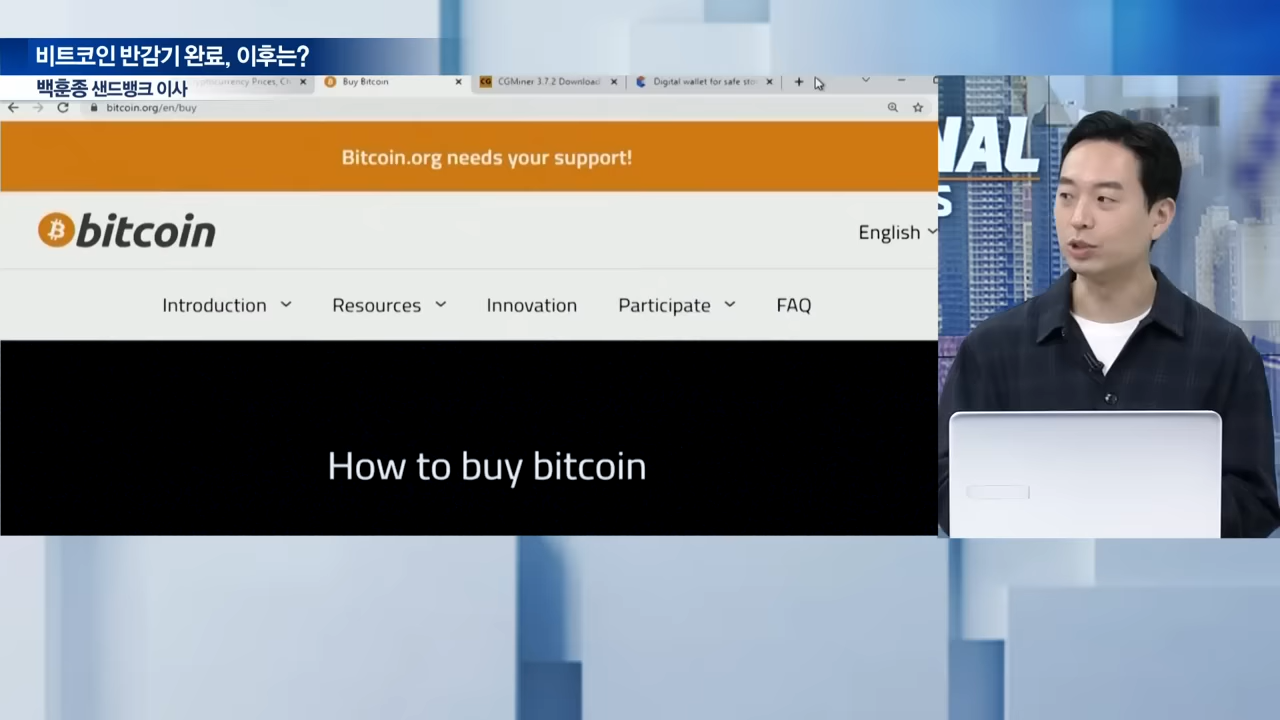 비트코인 반감기 완료, 이후는?
백훈종 샌드뱅크 이사
Buy Bitcoin
CGMiner 3.7.2 Download
Digital wallet for safe sto
bitcoin.org/en/buy
Bitcoin.org needs your support!
bitcoin
English
Introduction
Resources
Innovation
Participate
FAQ
How to buy bitcoin
NAL
S